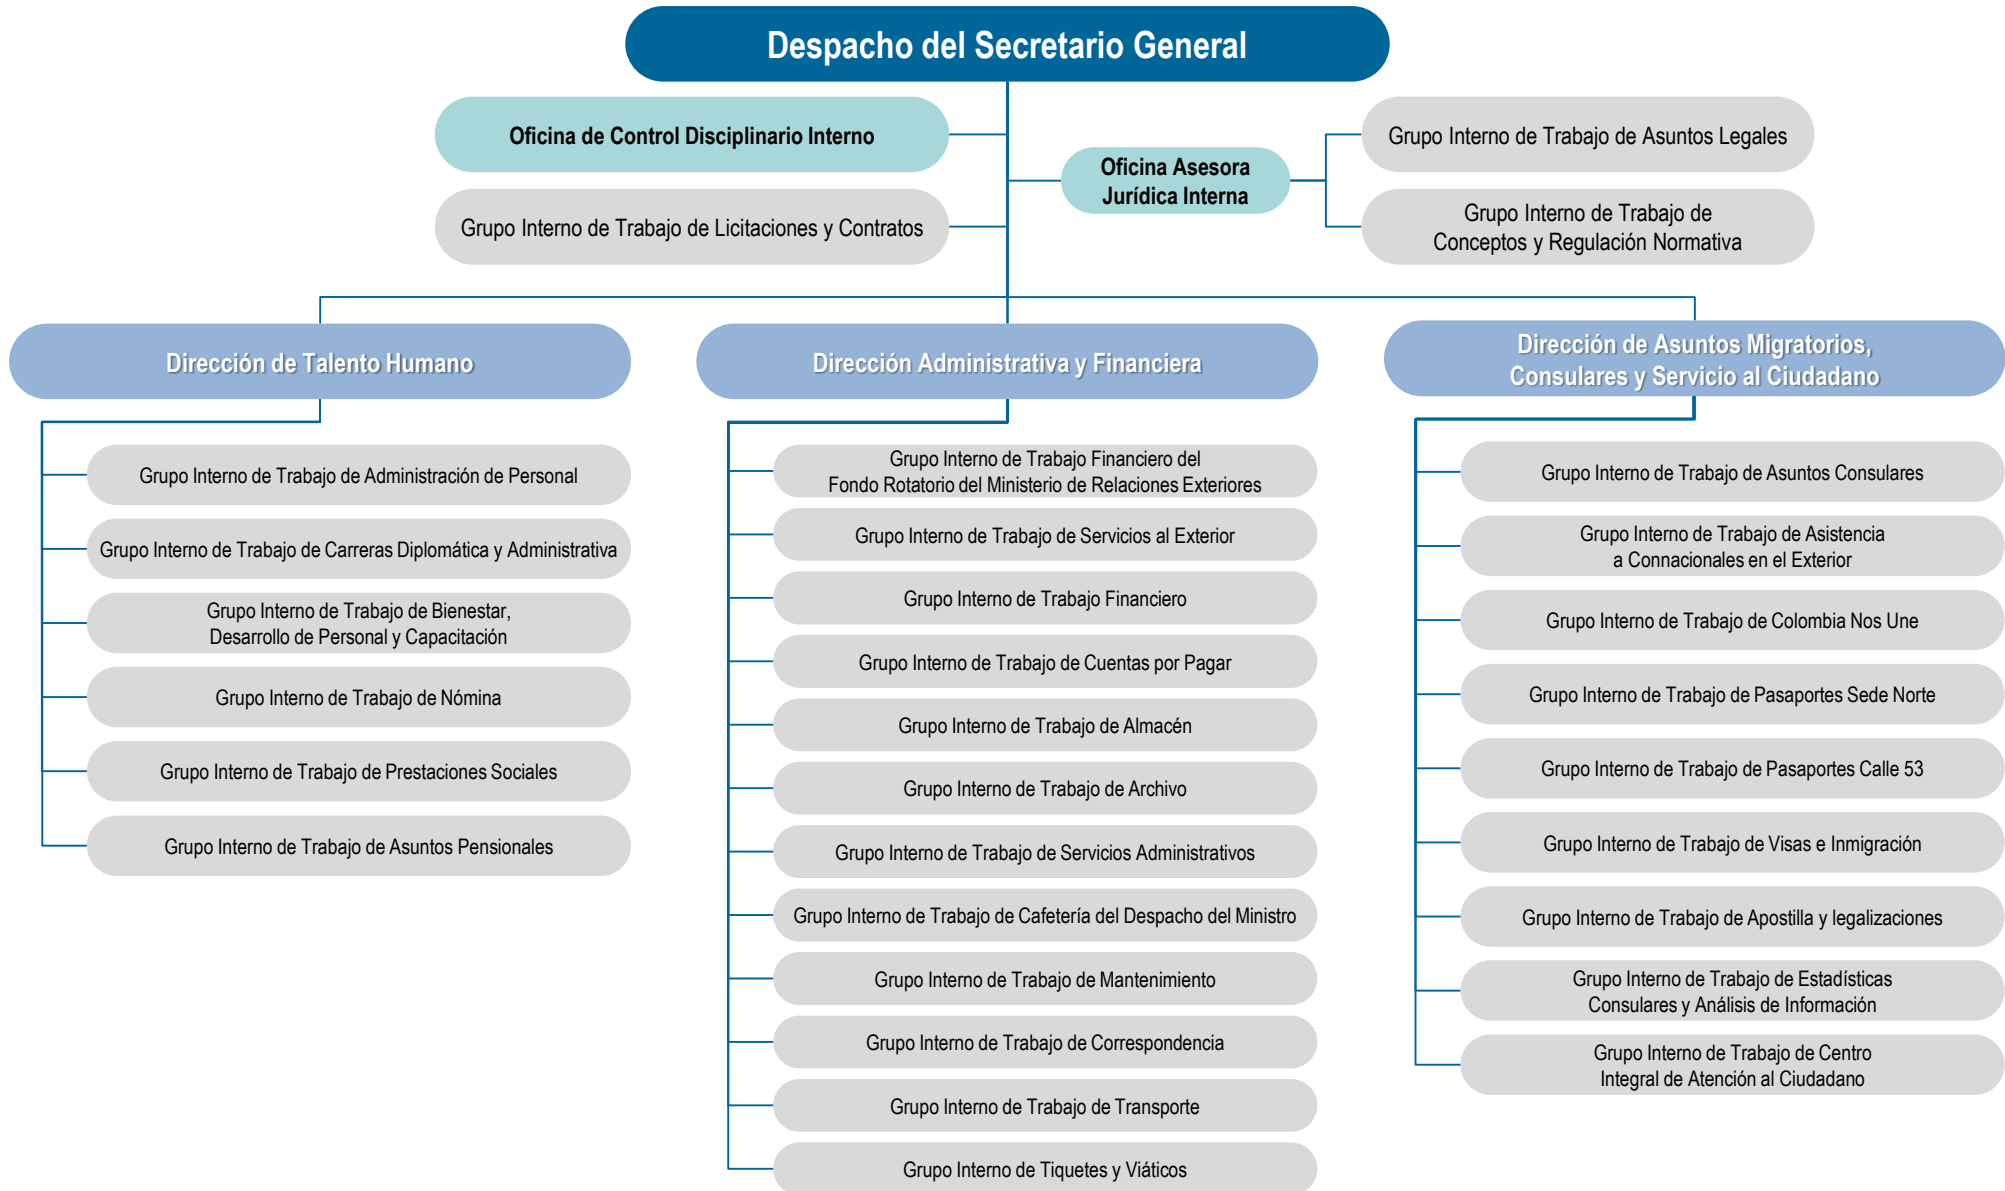 Despacho del Secretario General
Oficina de Control Disciplinario Interno
Grupo Interno de Trabajo de Licitaciones y Contratos
Oficina Asesora
Jurídica Interna
Grupo Interno de Trabajo de Asuntos Legales
Grupo Interno de Trabajo de
Conceptos y Regulación Normativa
Dirección de Talento Humano
Grupo Interno de Trabajo de Administración de Personal
Grupo Interno de Trabajo de Carreras Diplomática y Administrativa
Grupo Interno de Trabajo de Bienestar,
Desarrollo de Personal y Capacitación
Grupo Interno de Trabajo de Nómina
Grupo Interno de Trabajo de Prestaciones Sociales
Grupo Interno de Trabajo de Asuntos Pensionales
Dirección Administrativa y Financiera
Grupo Interno de Trabajo Financiero del
Fondo Rotatorio del Ministerio de Relaciones Exteriores
Grupo Interno de Trabajo de Servicios al Exterior
Grupo Interno de Trabajo Financiero
Grupo Interno de Trabajo de Cuentas por Pagar
Grupo Interno de Trabajo de Almacén
Grupo Interno de Trabajo de Archivo
Grupo Interno de Trabajo de Servicios Administrativos
Grupo Interno de Trabajo de Cafetería del Despacho del Ministro
Grupo Interno de Trabajo de Mantenimiento
Grupo Interno de Trabajo de Correspondencia
Grupo Interno de Trabajo de Transporte
Grupo Interno de Tiquetes y Viáticos
Dirección de Asuntos Migratorios,
Consulares y Servicio al Ciudadano
Grupo Interno de Trabajo de Asuntos Consulares
Grupo Interno de Trabajo de Asistencia
a Connacionales en el Exterior
Grupo Interno de Trabajo de Colombia Nos Une
Grupo Interno de Trabajo de Pasaportes Sede Norte
Grupo Interno de Trabajo de Pasaportes Calle 53
Grupo Interno de Trabajo de Visas e Inmigración
Grupo Interno de Trabajo de Apostilla y legalizaciones
Grupo Interno de Trabajo de Estadísticas
Consulares y Análisis de Información
Grupo Interno de Trabajo de Centro
Integral de Atención al Ciudadano